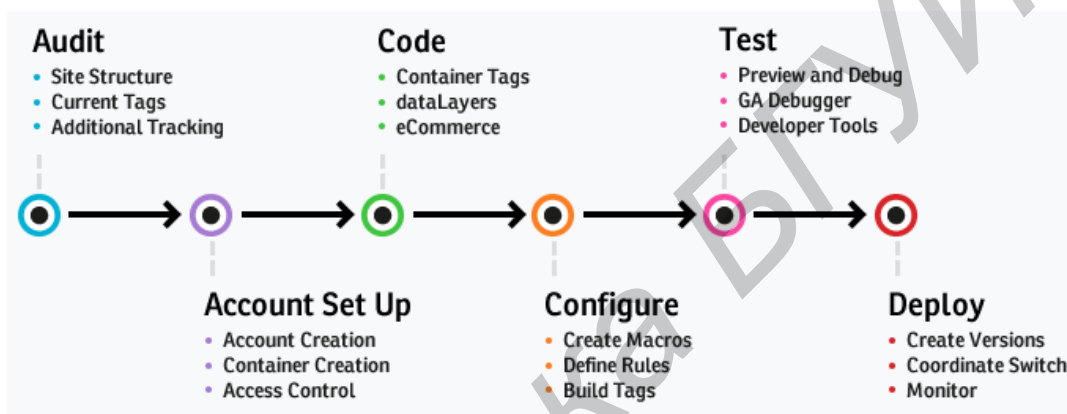 Audit
• Site Structure
• Current Tags
• Additional Tracking
Account Set Up
• Account Creation
• Container Creation
• Access Control
Code
• Container Tags
• dataLayers
• eCommerce
Configure
• Create Macros
• Define Rules
• Build Tags
Test
• Preview and Debug
• GA Debugger
• Developer Tools
Deploy
• Create Versions
• Coordinate Switch
• Monitor